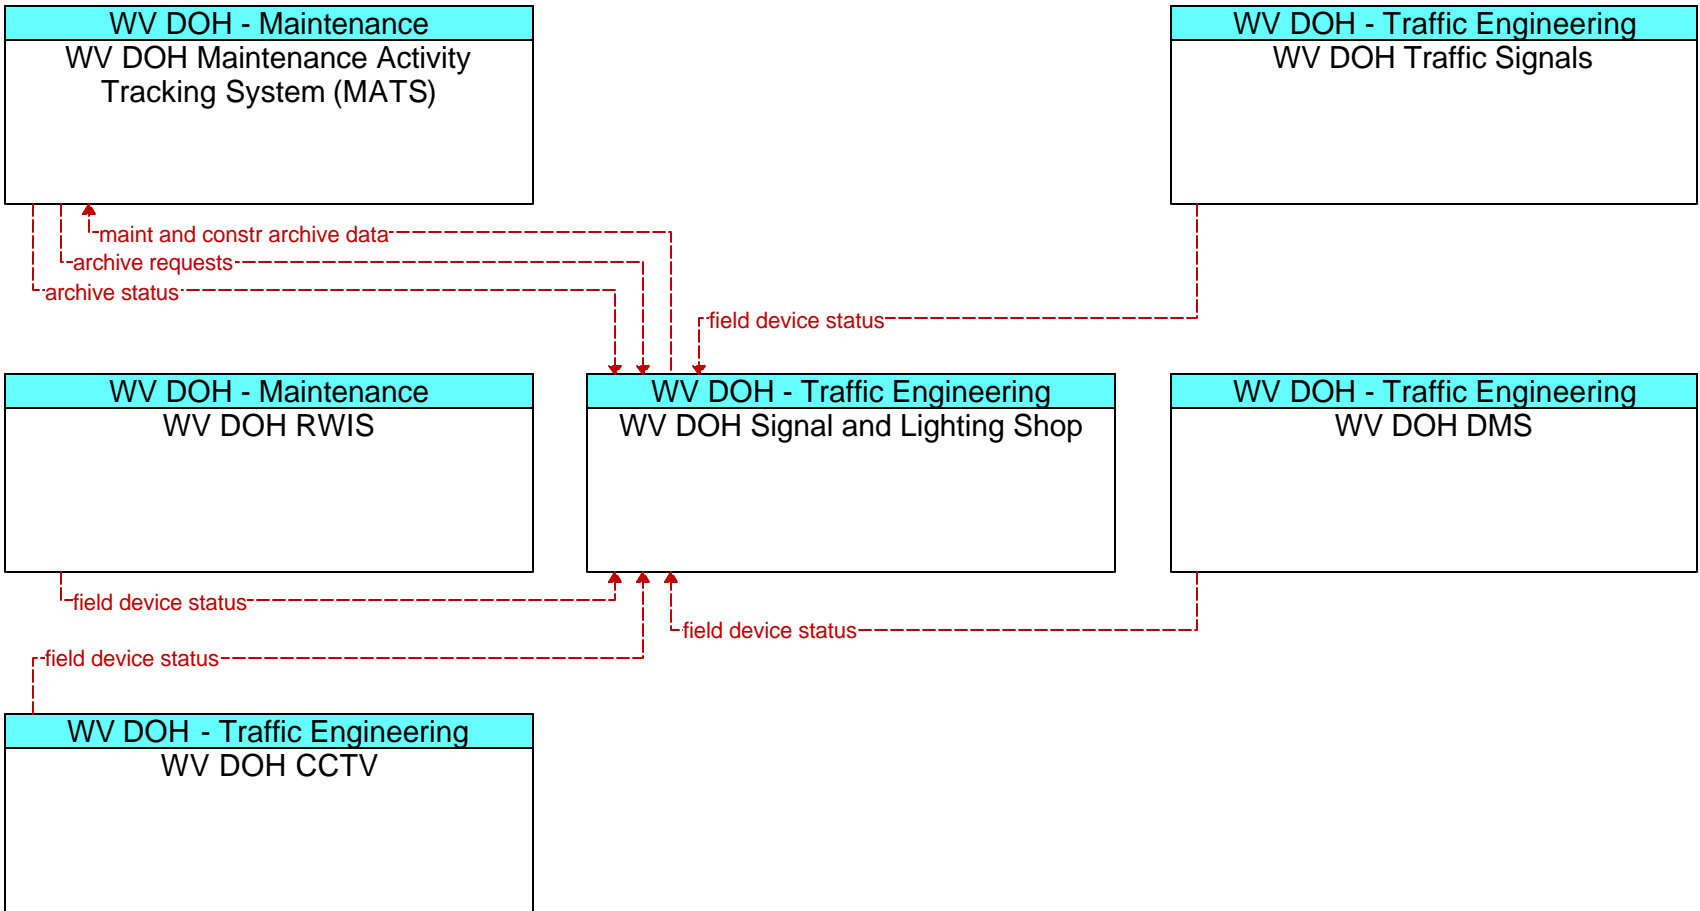 WV DOH - Maintenance
WV DOH Maintenance Activity
Tracking System (MATS)
WV DOH - Traffic Engineering
WV DOH Traffic Signals
maint and constr archive data
archive requests
archive status
field device status
WV DOH - Maintenance
WV DOH RWIS
WV DOH - Traffic Engineering
WV DOH Signal and Lighting Shop
WV DOH - Traffic Engineering
WV DOH DMS
field device status
field device status
field device status
WV DOH - Traffic Engineering
WV DOH CCTV